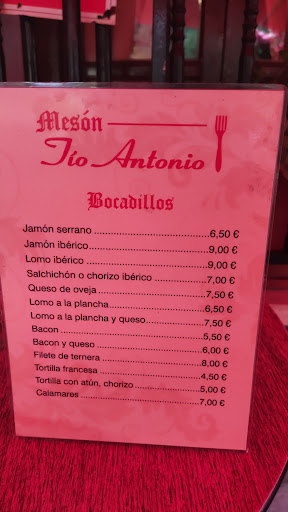 Mesón
Tío Antonio
Bocadillos
Jamón serrano ..................................6,50 €
Jamón ibérico...................................9,00 €
Lomo ibérico ...................................9,00 €
Salchichón o chorizo ibérico ...............7,00 €
Queso de oveja.................................7,50 €
Lomo a la plancha..............................6,50 €
Lomo a la plancha y queso...................7,50 €
Bacon .............................................5,50 €
Bacon y queso ..................................6,00 €
Filete de ternera ................................8,00 €
Tortilla francesa .................................4,50 €
Tortilla con atún, chorizo .....................5,00 €
Calamares ........................................7,00 €